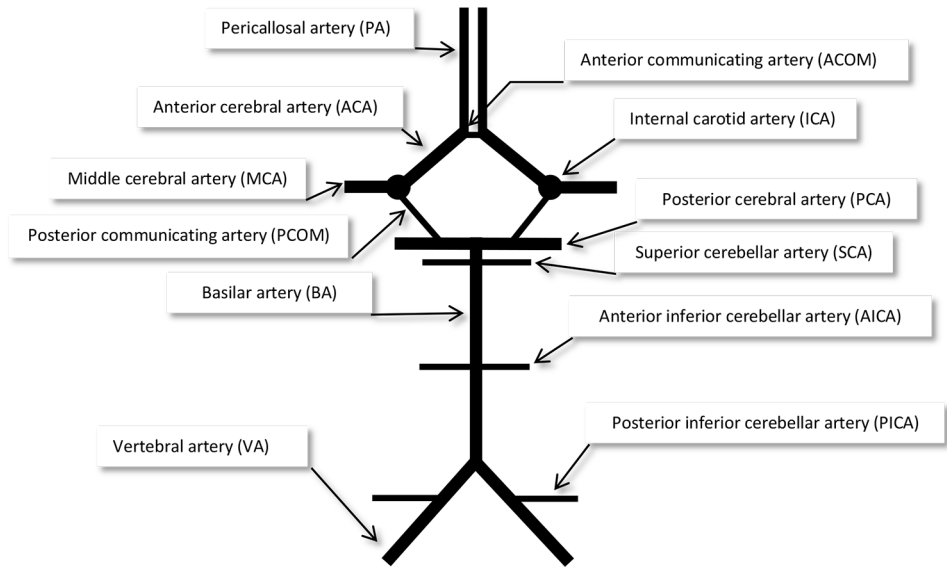 Pericallosal artery (PA)
Anterior communicating artery (ACOM)
Anterior cerebral artery (ACA)
Internal carotid artery (ICA)
Middle cerebral artery (MCA)
Posterior cerebral artery (PCA)
Posterior communicating artery (PCOM)
Superior cerebellar artery (SCA)
Basilar artery (BA)
Anterior inferior cerebellar artery (AICA)
Posterior inferior cerebellar artery (PICA)
Vertebral artery (VA)